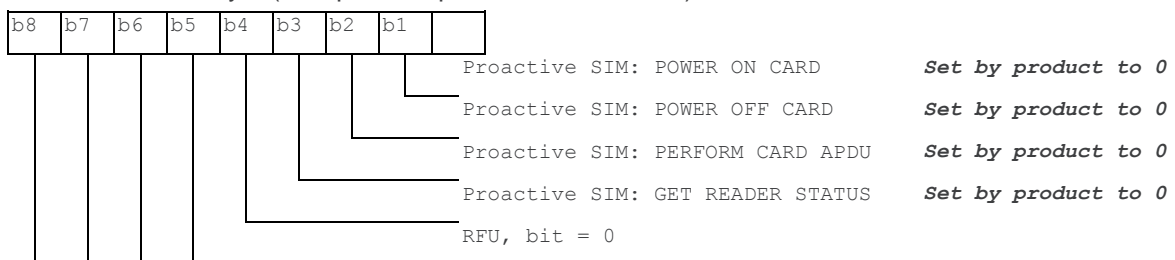 b8 b7 b6 b5 b4 b3 b2 b1
Proactive SIM: POWER ON CARD Set by product to 0
Proactive SIM: POWER OFF CARD Set by product to 0
Proactive SIM: PERFORM CARD APDU Set by product to 0
Proactive SIM: GET READER STATUS Set by product to 0
RFU, bit = 0